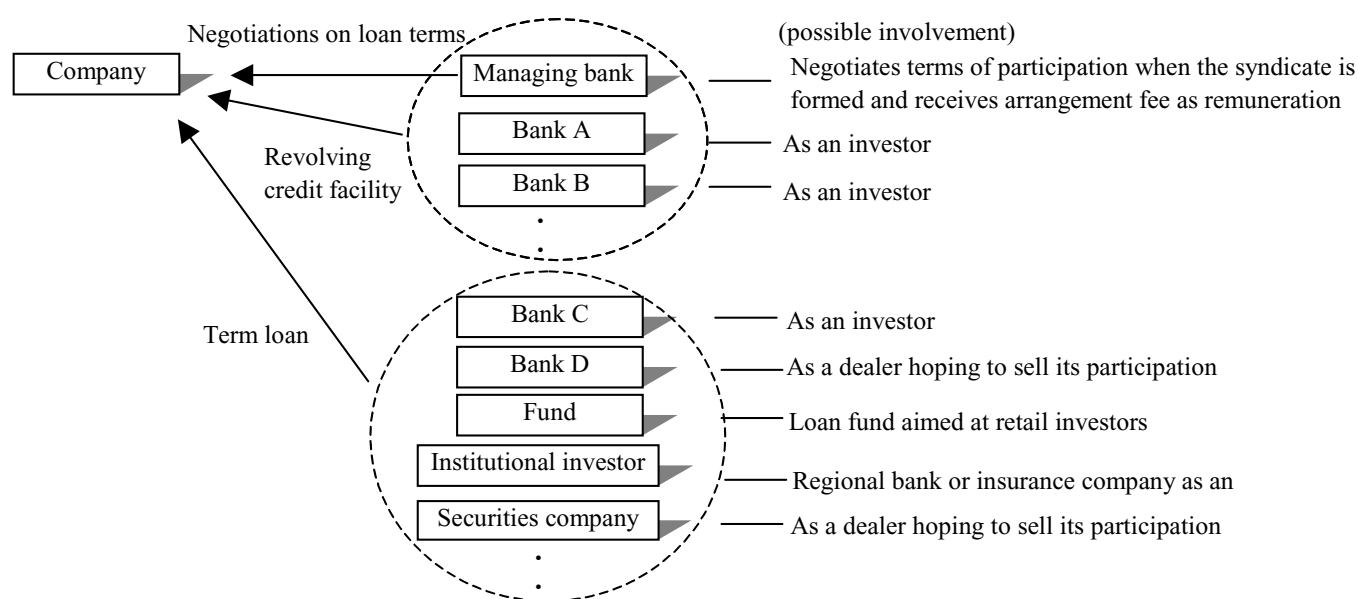 Negotiations on loan terms
(possible involvement)
Company
Managing bank
Negotiates terms of participation when the syndicate is
formed and receives arrangement fee as remuneration
Bank A
As an investor
Revolving
credit facility
Bank B
As an investor
.
.
Bank C
As an investor
Term loan
Bank D
As a dealer hoping to sell its participation
Fund
Loan fund aimed at retail investors
Institutional investor
Regional bank or insurance company as an
Securities company
As a dealer hoping to sell its participation
.
.